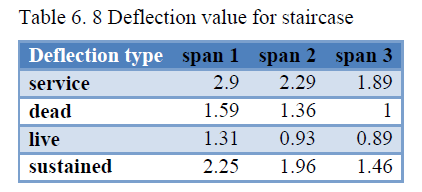 Table 6. 8 Deflection value for staircase
Deflection type span 1 span 2 span 3
service 2.9 2.29 1.89
dead 1.59 1.36 1
live 1.31 0.93 0.89
sustained 2.25 1.96 1.46